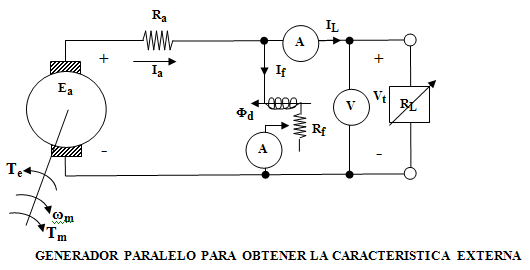 Ra
A
IL
+
Ia
If
+
Ea
Φd
V
Vt
RL
Rf
A
-
-
Te
ωm
Tm
GENERADOR PARALELO PARA OBTENER LA CARACTERISTICA EXTERNA